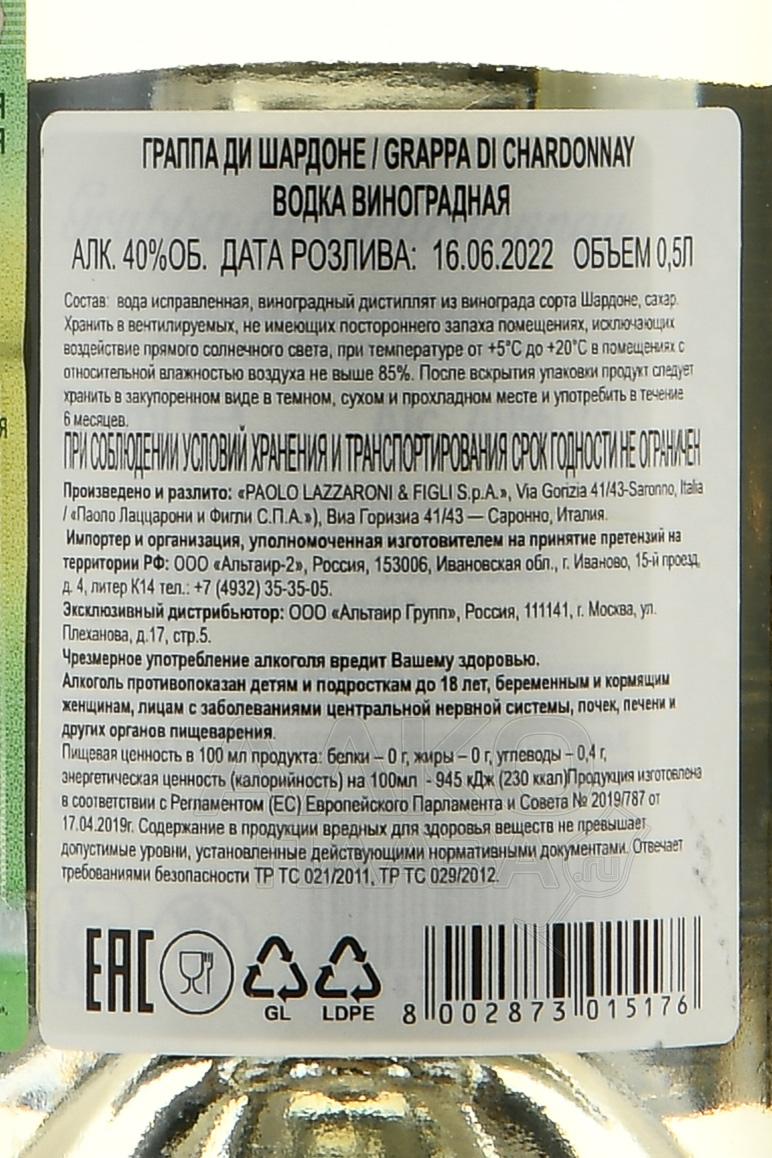 ГРАППА ДИ ШАРДОНЕ / GRAPPA DI CHARDONNAY
ВОДКА ВИНОГРАДНАЯ
АЛК. 40%ОБ. ДАТА РОЗЛИВА: 16.06.2022 ОБЪЕМ 0,5Л
Состав: вода исправленная, виноградный дистиллят из винограда сорта Шардоне, сахар.
Хранить в вентилируемых, не имеющих постороннего запаха помещениях, исключающих
воздействие прямого солнечного света, при температуре от +5°С до +20°С в помещениях с
относительной влажностью воздуха не выше 85%. После вскрытия упаковки продукт следует
хранить в закупоренном виде в темном, сухом и прохладном месте и употребить в течение
6 месяцев.
ПРИ СОБЛЮДЕНИИ УСЛОВИЙ ХРАНЕНИЯ И ТРАНСПОРТИРОВАНИЯ СРОК ГОДНОСТИ НЕ ОГРАНИЧЕН
Произведено и разлито: «PAOLO LAZZARONI & FIGLI S.p.A.», Via Gorizia 41/43-Saronno, Italia
/ «Паоло Лаццарони и Фигли С.П.А.»), Виа Горизиа 41/43 — Саронно, Италия.
Импортер и организация, уполномоченная изготовителем на принятие претензий на
территории РФ: ООО «Альтаир-2», Россия, 153006, Ивановская обл., г. Иваново, 15-й проезд,
д. 4, литер К14 тел.: +7 (4932) 35-35-05.
Эксклюзивный дистрибьютор: ООО «Альтаир Групп», Россия, 111141, г. Москва, ул.
Плеханова, д.17, стр.5.
Чрезмерное употребление алкоголя вредит Вашему здоровью.
Алкоголь противопоказан детям и подросткам до 18 лет, беременным и кормящим
женщинам, лицам с заболеваниями центральной нервной системы, почек, печени и
других органов пищеварения.
Пищевая ценность в 100 мл продукта: белки – 0 г, жиры – 0 г, углеводы – 0,4 г,
энергетическая ценность (калорийность) на 100мл - 945 кДж (230 ккал)Продукция изготовлена
в соответствии с Регламентом (ЕС) Европейского Парламента и Совета № 2019/787 от
17.04.2019г. Содержание в продукции вредных для здоровья веществ не превышает
допустимые уровни, установленные действующими нормативными документами. Отвечает
требованиями безопасности ТР ТС 021/2011, ТР ТС 029/2012.
EAC
GL LDPE
8 002873 015176